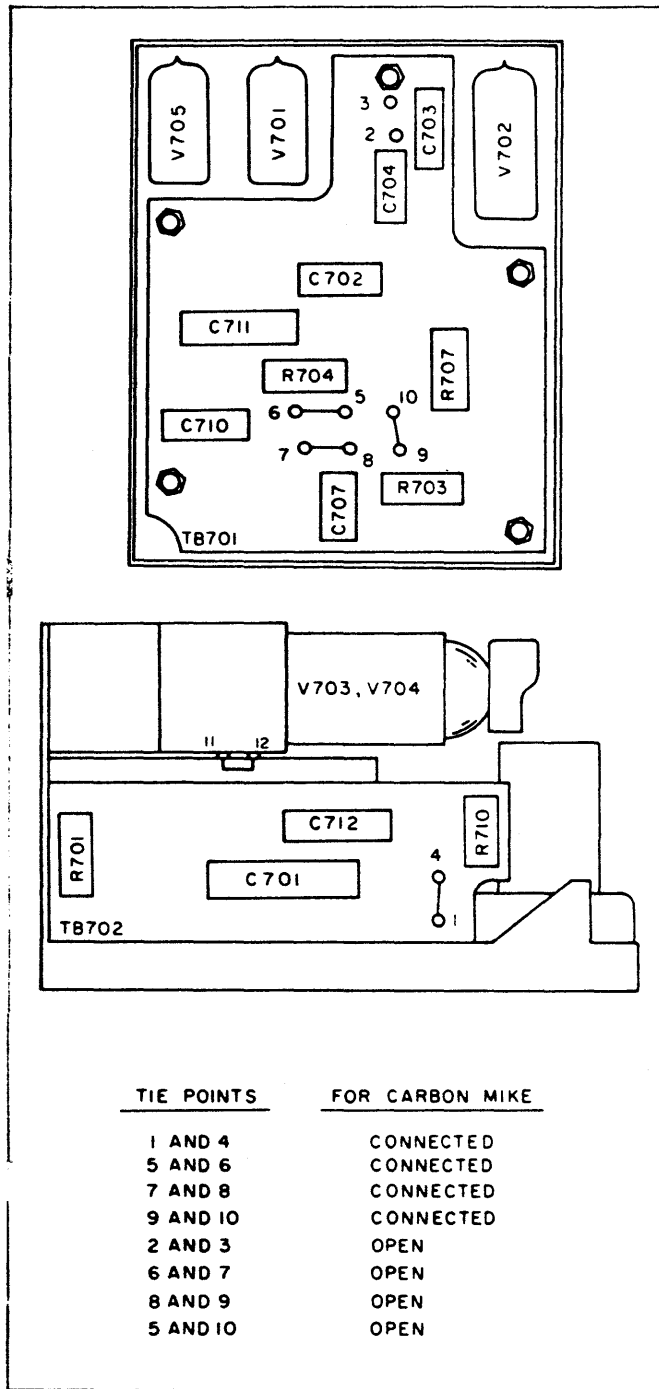 V705
V701
3
2
C703
C704
V702
C702
C711
R704
R707
6
5
10
C710
7
8
9
C707
R703
TB701
V703, V704
11
12
R701
C712
R710
C701
4
1
TB702
TIE POINTS FOR CARBON MIKE
1 AND 4 CONNECTED
5 AND 6 CONNECTED
7 AND 8 CONNECTED
9 AND 10 CONNECTED
2 AND 3 OPEN
6 AND 7 OPEN
8 AND 9 OPEN
5 AND 10 OPEN